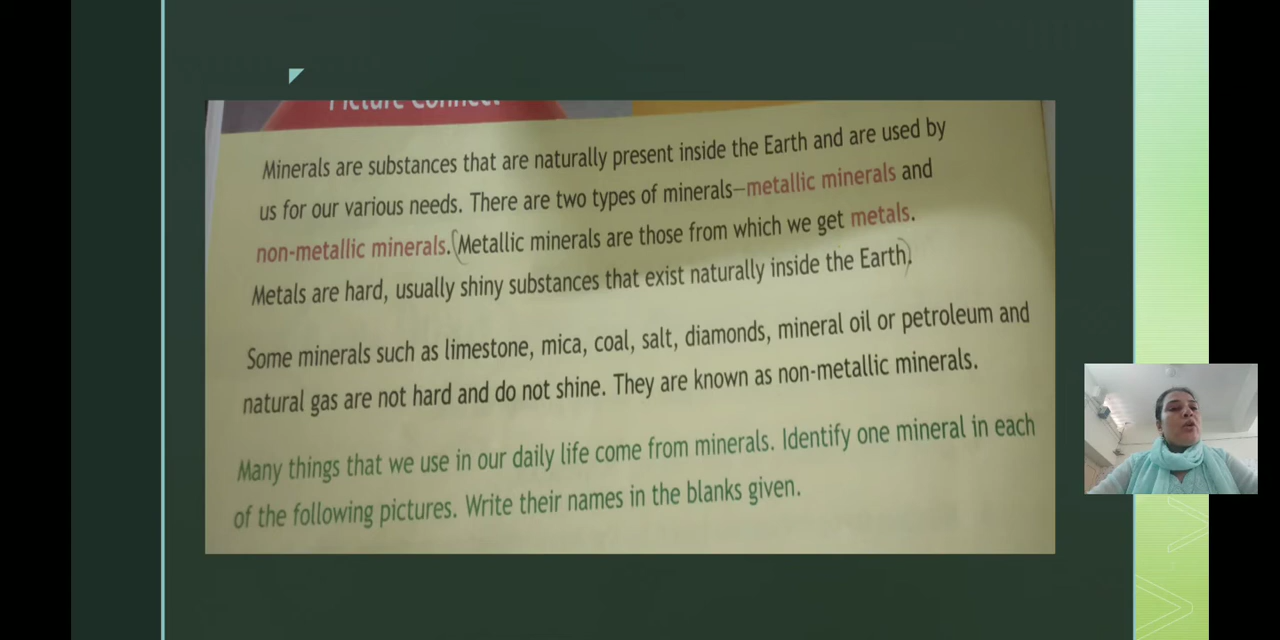 Picture Connect
Minerals are substances that are naturally present inside the Earth and are used by
us for our various needs. There are two types of minerals—metallic minerals and
non-metallic minerals. Metallic minerals are those from which we get metals.
Metals are hard, usually shiny substances that exist naturally inside the Earth.
Some minerals such as limestone, mica, coal, salt, diamonds, mineral oil or petroleum and
natural gas are not hard and do not shine. They are known as non-metallic minerals.
Many things that we use in our daily life come from minerals. Identify one mineral in each
of the following pictures. Write their names in the blanks given.